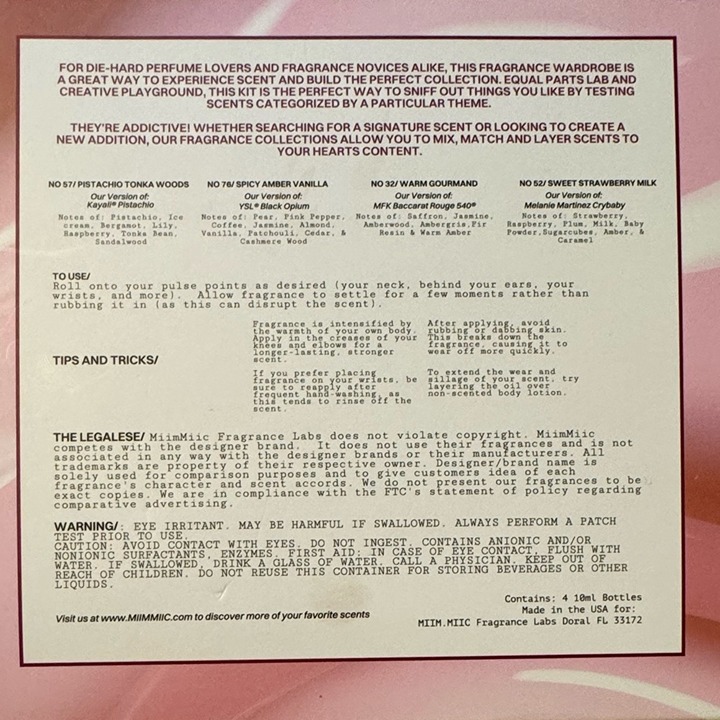 FOR DIE-HARD PERFUME LOVERS AND FRAGRANCE NOVICES ALIKE, THIS FRAGRANCE WARDROBE IS
A GREAT WAY TO EXPERIENCE SCENT AND BUILD THE PERFECT COLLECTION. EQUAL PARTS LAB AND
CREATIVE PLAYGROUND, THIS KIT IS THE PERFECT WAY TO SNIFF OUT THINGS YOU LIKE BY TESTING
SCENTS CATEGORIZED BY A PARTICULAR THEME.
THEY'RE ADDICTIVE! WHETHER SEARCHING FOR A SIGNATURE SCENT OR LOOKING TO CREATE A
NEW ADDITION, OUR FRAGRANCE COLLECTIONS ALLOW YOU TO MIX, MATCH AND LAYER SCENTS TO
YOUR HEARTS CONTENT.
NO 57/ PISTACHIO TONKA WOODS
Our Version of:
Kayali® Pistachio
Notes of: Pistachio, Ice
cream, Bergamot, Lily,
Raspberry, Tonka Bean,
Sandalwood
NO 76/ SPICY AMBER VANILLA
Our Version of:
YSL® Black Opium
Notes of: Pear, Pink Pepper,
Coffee, Jasmine, Almond,
Vanilla, Patchouli, Cedar, &
Cashmere Wood
NO 32/ WARM GOURMAND
Our Version of:
MFK Baccarat Rouge 540®
Notes of: Saffron, Jasmine,
Amberwood, Ambergris,Fir
Resin & Warm Amber
NO 52/ SWEET STRAWBERRY MILK
Our Version of:
Melanie Martinez Crybaby
Notes of: Strawberry,
Raspberry, Plum, Milk, Baby
Powder,Sugarcubes, Amber, &
Caramel
TO USE/
Roll onto your pulse points as desired (your neck, behind your ears, your
wrists, and more). Allow fragrance to settle for a few moments rather than
rubbing it in (as this can disrupt the scent).
TIPS AND TRICKS/
Fragrance is intensified by
the warmth of your own body.
Apply in the creases of your
knees and elbows for a
longer-lasting, stronger
scent.
After applying, avoid
rubbing or dabbing skin.
This breaks down the
fragrance, causing it to
wear off more quickly.
If you prefer placing
fragrance on your wrists, be
sure to reapply after
frequent hand-washing, as
this tends to rinse off the
scent.
To extend the wear and
sillage of your scent, try
layering the oil over
non-scented body lotion.
THE LEGALESE/ MiimMiic Fragrance Labs does not violate copyright. MiimMiic
competes with the designer brand. It does not use their fragrances and is not
associated in any way with the designer brands or their manufacturers. All
trademarks are property of their respective owner. Designer/brand name is
solely used for comparison purposes and to give customers idea of each
fragrance's character and scent accords. We do not present our fragrances to be
exact copies. We are in compliance with the FTC's statement of policy regarding
comparative advertising.
WARNING/: EYE IRRITANT. MAY BE HARMFUL IF SWALLOWED. ALWAYS PERFORM A PATCH
TEST PRIOR TO USE.
CAUTION: AVOID CONTACT WITH EYES. DO NOT INGEST. CONTAINS ANIONIC AND/OR
NONIONIC SURFACTANTS, ENZYMES. FIRST AID: IN CASE OF EYE CONTACT, FLUSH WITH
WATER. IF SWALLOWED, DRINK A GLASS OF WATER. CALL A PHYSICIAN. KEEP OUT OF
REACH OF CHILDREN. DO NOT REUSE THIS CONTAINER FOR STORING BEVERAGES OR OTHER
LIQUIDS.
Visit us at www.MIIMMIIC.com to discover more of your favorite scents
Contains: 4 10ml Bottles
Made in the USA for:
MIIM.MIIC Fragrance Labs Doral FL 33172